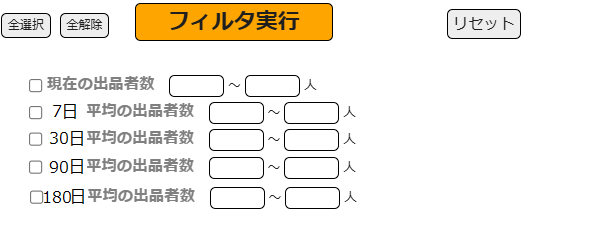 全選択 全解除 フィルタ実行 リセット
現在の出品者数 ～ 人
7日 平均の出品者数 ～ 人
30日 平均の出品者数 ～ 人
90日 平均の出品者数 ～ 人
180日 平均の出品者数 ～ 人